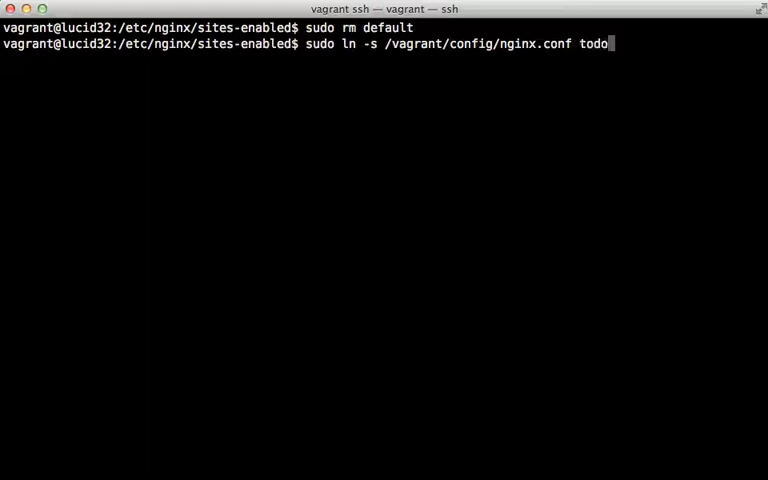 vagrant ssh — vagrant — ssh
vagrant@lucid32:/etc/nginx/sites-enabled$ sudo rm default
vagrant@lucid32:/etc/nginx/sites-enabled$ sudo ln -s /vagrant/config/nginx.conf todo